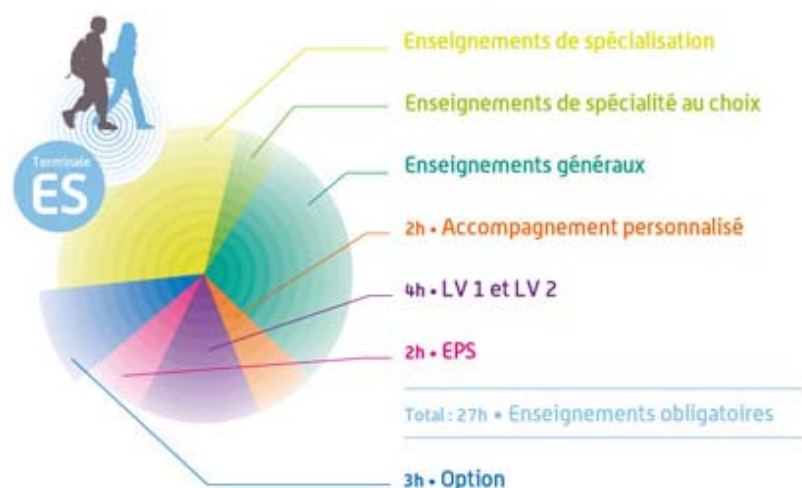 Enseignements de spécialisation
Enseignements de spécialité au choix
Terminale
ES
Enseignements généraux
2h • Accompagnement personnalisé
4h • LV 1 et LV 2
2h • EPS
Total : 27h • Enseignements obligatoires
3h • Option